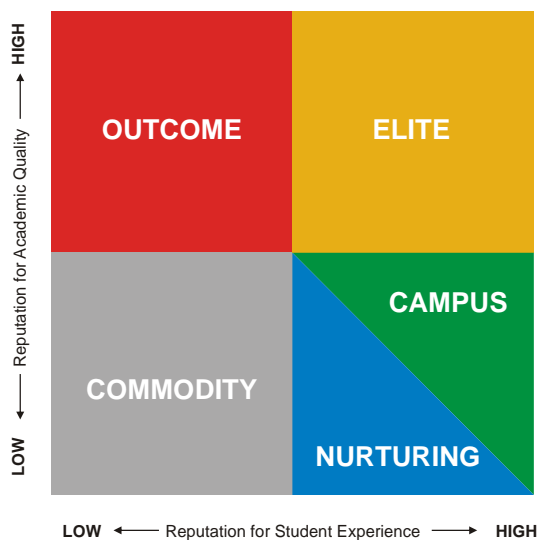 HIGH
Reputation for Academic Quality
LOW
OUTCOME
ELITE
CAMPUS
COMMODITY
NURTURING
LOW
Reputation for Student Experience
HIGH